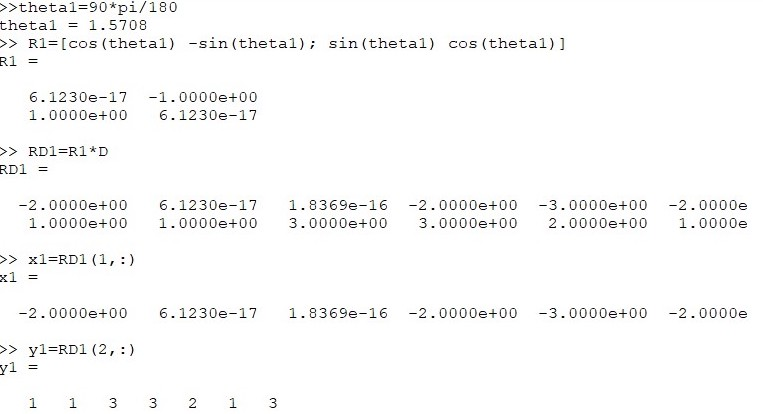 >>theta1=90*pi/180
theta1 = 1.5708
>> R1=[cos(theta1) -sin(theta1); sin(theta1) cos(theta1)]
R1 =
6.1230e-17 -1.0000e+00
1.0000e+00 6.1230e-17
>> RD1=R1*D
RD1 =
-2.0000e+00 6.1230e-17 1.8369e-16 -2.0000e+00 -3.0000e+00 -2.0000e
1.0000e+00 1.0000e+00 3.0000e+00 3.0000e+00 2.0000e+00 1.0000e
>> x1=RD1(1,:)
x1 =
-2.0000e+00 6.1230e-17 1.8369e-16 -2.0000e+00 -3.0000e+00 -2.0000e
>> y1=RD1(2,:)
y1 =
1 1 3 3 2 1 3